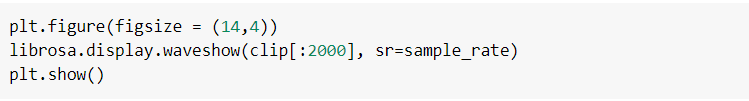 plt.figure(figsize = (14,4))
librosa.display.waveshow(clip[:2000], sr=sample_rate)
plt.show()